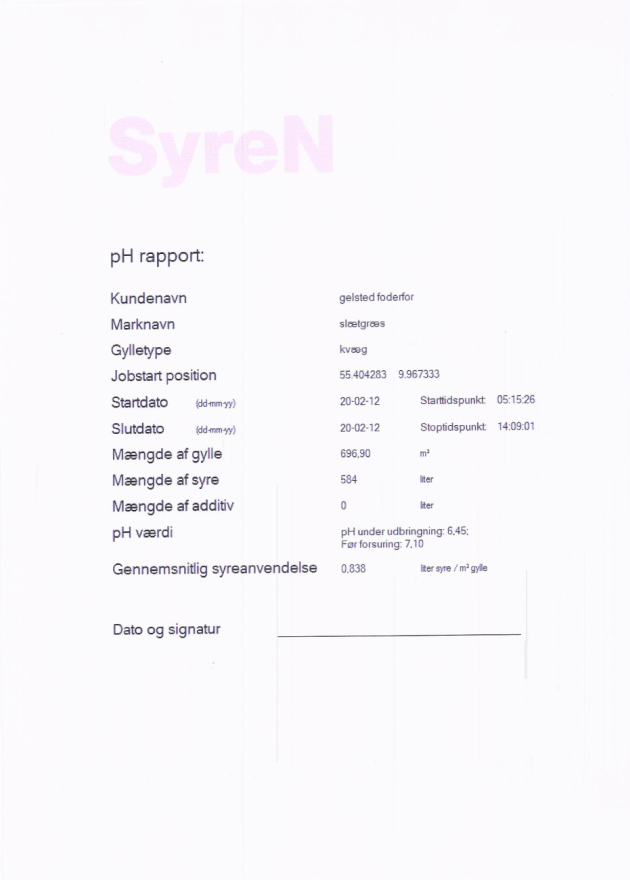 SyreN
pH rapport:
Kundenavn gelsted foderfor
Marknavn slætgræs
Gylletype kvæg
Jobstart position 55.404283 9.967333
Startdato (dd-mm-yy) 20-02-12 Starttidspunkt: 05:15:26
Slutdato (dd-mm-yy) 20-02-12 Stoptidspunkt: 14:09:01
Mængde af gylle 696,90 m³
Mængde af syre 584 liter
Mængde af additiv 0 liter
pH værdi pH under udbringning: 6,45;
Før forsuring: 7,10
Gennemsnitlig syreanvendelse 0,838 liter syre / m³ gylle
Dato og signatur